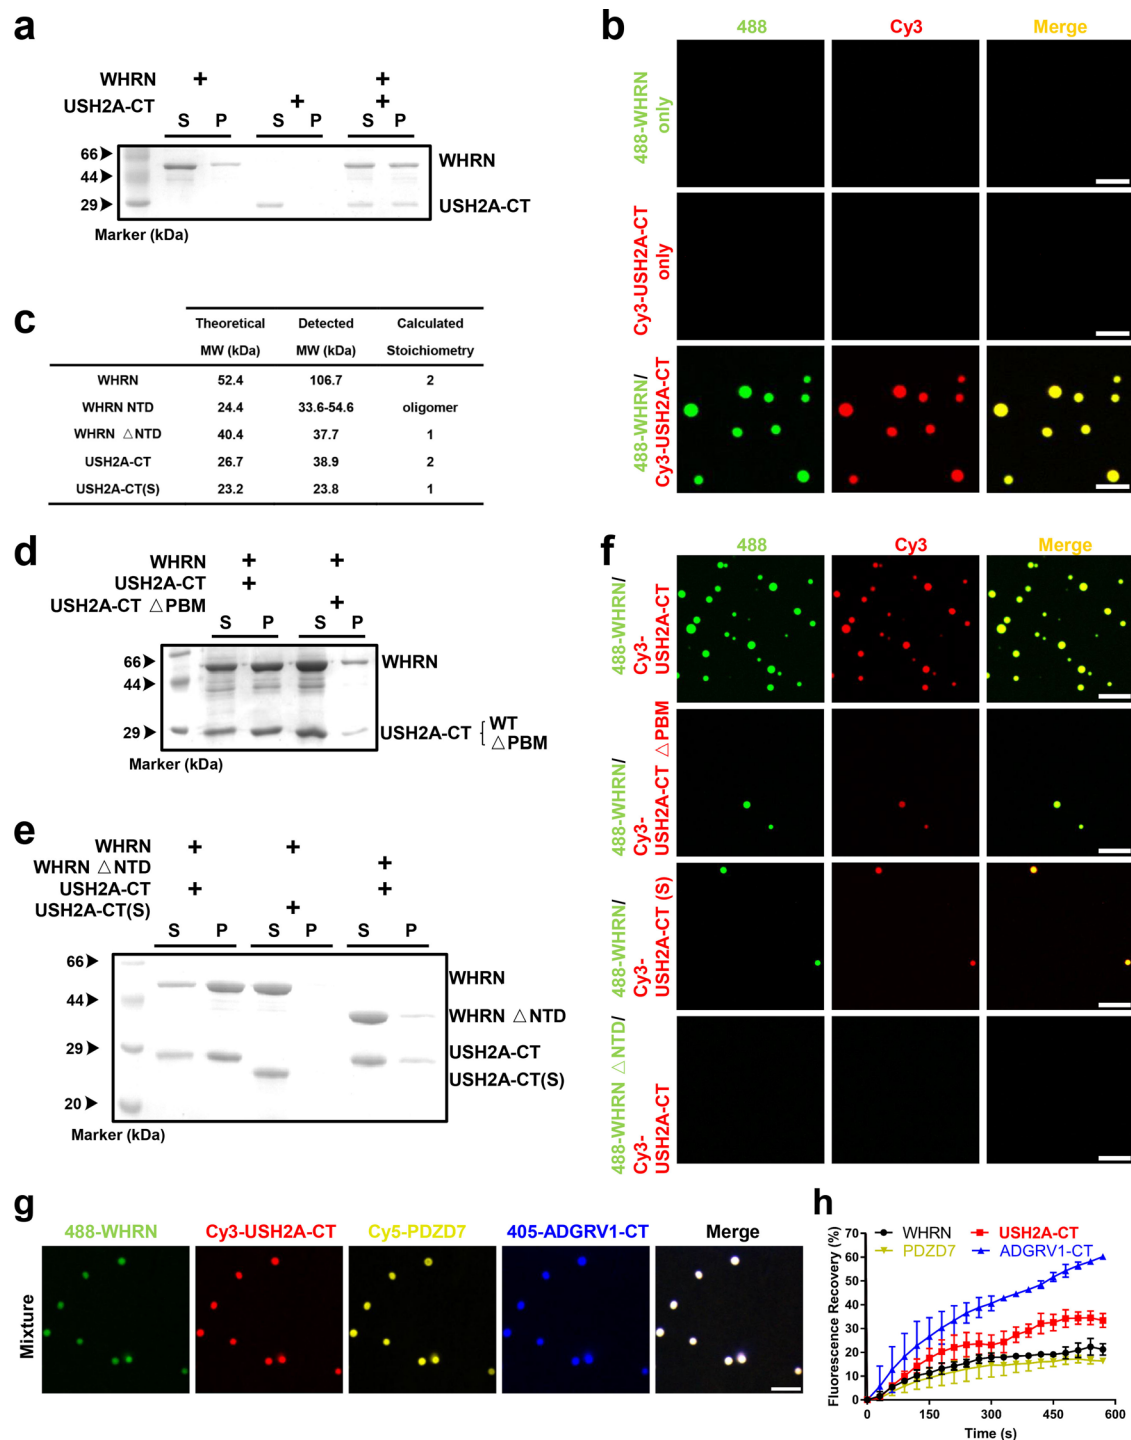 a
WHRN + +
USH2A-CT + +
S P S P S P
66
44
29
WHRN
USH2A-CT
Marker (kDa)
b
488 Cy3 Merge
488-WHRN only
Cy3-USH2A-CT only
488-WHRN/
Cy3-USH2A-CT
c
Theoretical Detected Calculated
MW (kDa) MW (kDa) Stoichiometry
WHRN 52.4 106.7 2
WHRN NTD 24.4 33.6-54.6 oligomer
WHRN △NTD 40.4 37.7 1
USH2A-CT 26.7 38.9 2
USH2A-CT(S) 23.2 23.8 1
d
WHRN + +
USH2A-CT +
USH2A-CT △PBM +
S P S P
66
44
29
WHRN
USH2A-CT { WT
△PBM
Marker (kDa)
e
WHRN + +
WHRN △NTD +
USH2A-CT + +
USH2A-CT(S) +
S P S P S P
66
44
29
20
WHRN
WHRN △NTD
USH2A-CT
USH2A-CT(S)
Marker (kDa)
f
488 Cy3 Merge
488-WHRN/
Cy3-
USH2A-CT
488-WHRN/
Cy3-
USH2A-CT △PBM
488-WHRN/
Cy3-
USH2A-CT (S)
488-WHRN △NTD/
Cy3-
USH2A-CT
g
488-WHRN Cy3-USH2A-CT Cy5-PDZD7 405-ADGRV1-CT Merge
Mixture
h
WHRN USH2A-CT
PDZD7 ADGRV1-CT
Fluorescence Recovery (%)
70
60
50
40
30
20
10
0
0 150 300 450 600
Time (s)